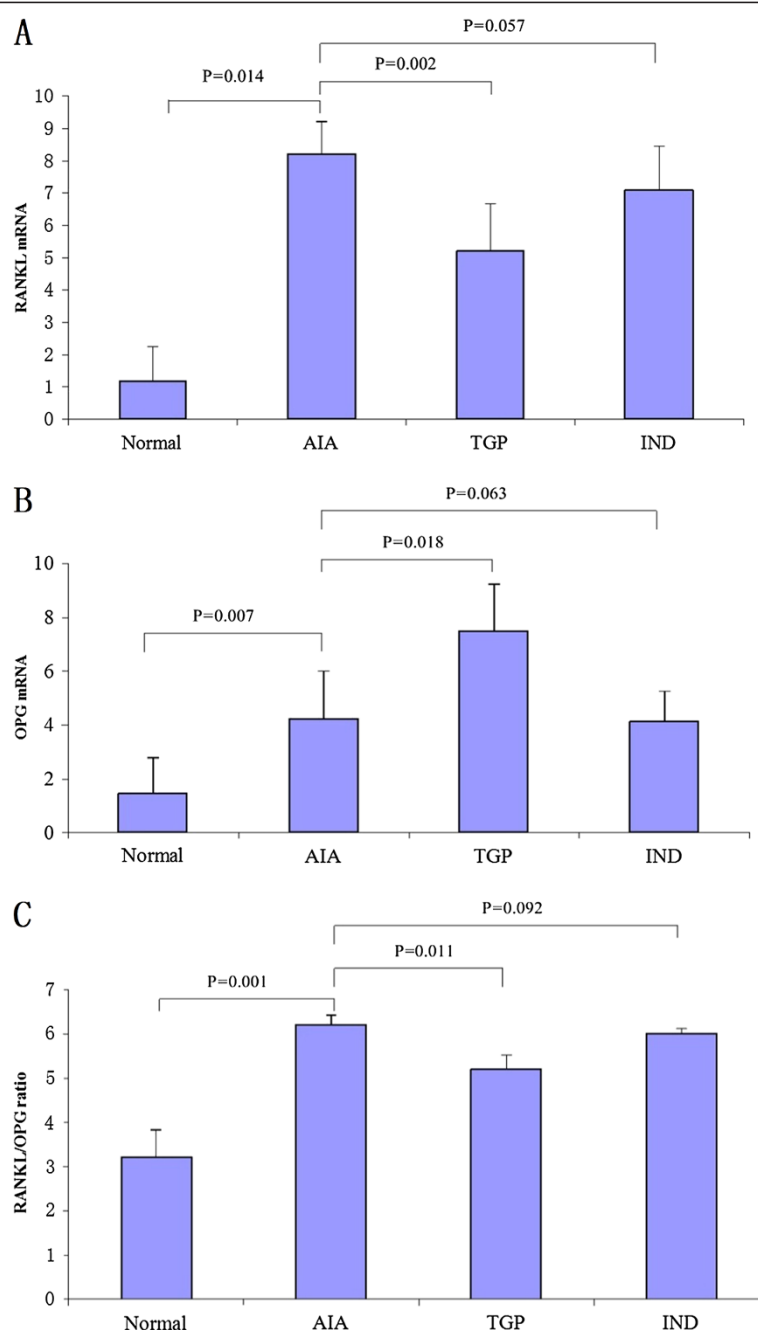 A
P=0.057
P=0.002
P=0.014
10
9
8
7
6
5
4
3
2
1
0
RANKL mRNA
Normal AIA TGP IND
B
P=0.063
P=0.018
P=0.007
10
8
6
4
2
0
OPG mRNA
Normal AIA TGP IND
C
P=0.092
P=0.011
P=0.001
7
6
5
4
3
2
1
0
RANKL/OPG ratio
Normal AIA TGP IND